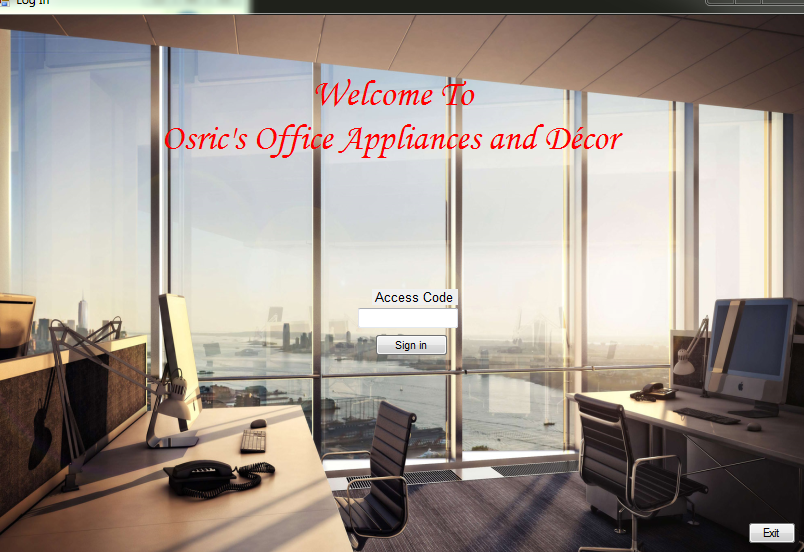 Log In
Welcome To
Osric's Office Appliances and Décor
Access Code
Sign in
Exit